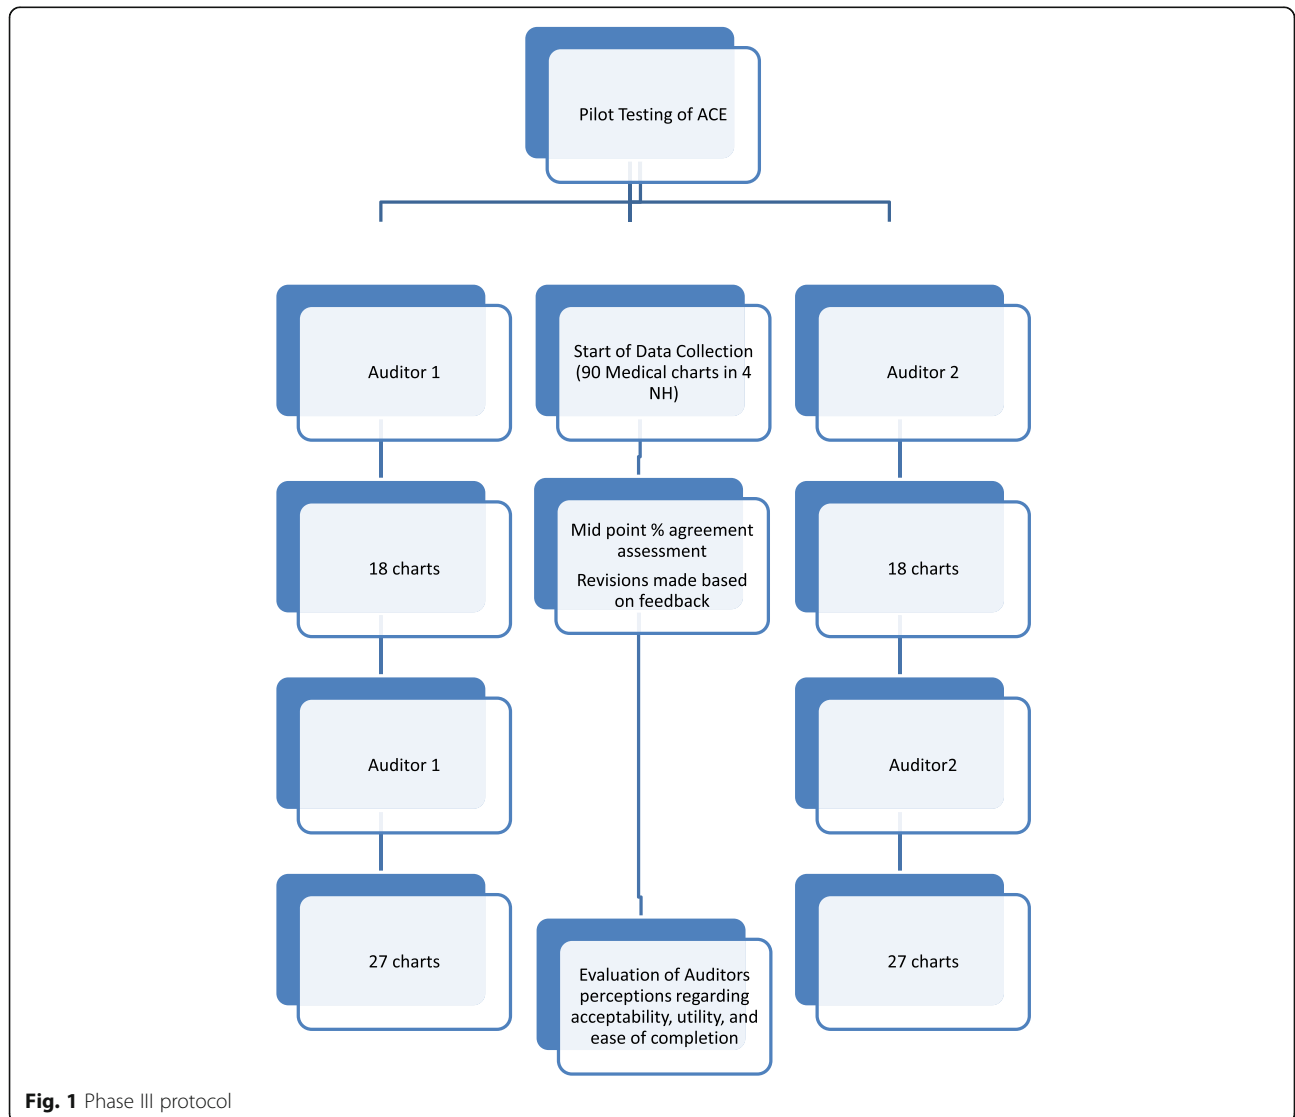 Pilot Testing of ACE
Auditor 1
Start of Data Collection
(90 Medical charts in 4
NH)
Auditor 2
18 charts
Mid point % agreement
assessment
Revisions made based
on feedback
18 charts
Auditor 1
Auditor2
27 charts
Evaluation of Auditors
perceptions regarding
acceptability, utility, and
ease of completion
27 charts
Fig. 1 Phase III protocol